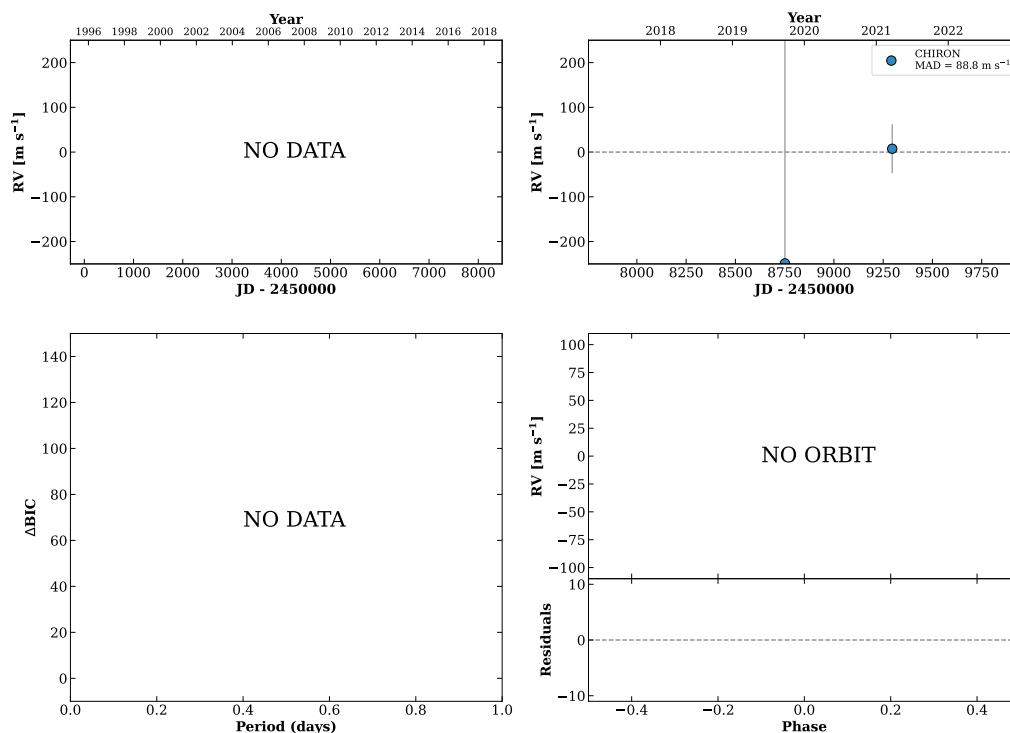 Year
1996 1998 2000 2002 2004 2006 2008 2010 2012 2014 2016 2018
200
100
0
−100
−200
RV [m s−1]
NO DATA
0 1000 2000 3000 4000 5000 6000 7000 8000
JD - 2450000
Year
2018 2019 2020 2021 2022
CHIRON
MAD = 88.8 m s−1
200
100
0
−100
−200
RV [m s−1]
8000 8250 8500 8750 9000 9250 9500 9750
JD - 2450000
140
120
100
80
60
40
20
0
ΔBIC
NO DATA
0.0 0.2 0.4 0.6 0.8 1.0
Period (days)
100
75
50
25
0
−25
−50
−75
−100
RV [m s−1]
NO ORBIT
10
0
−10
Residuals
−0.4 −0.2 0.0 0.2 0.4
Phase